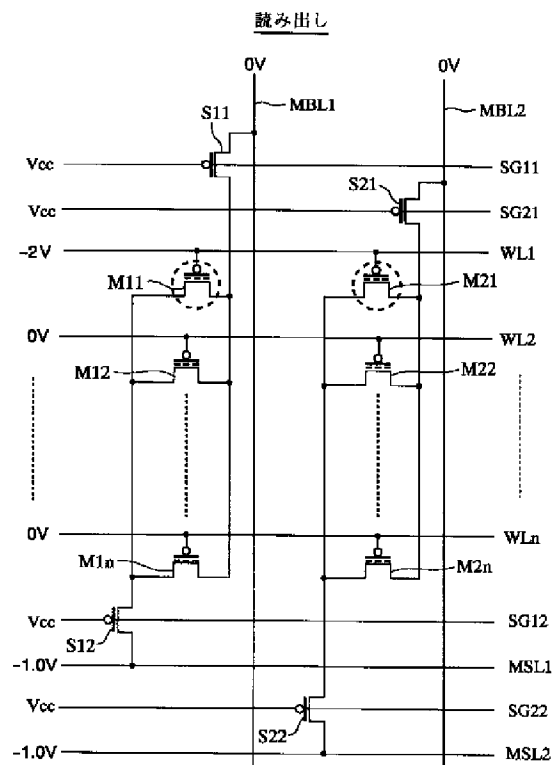 読み出し
0V 0V
MBL1 MBL2
S11
Vcc SG11
S21
Vcc SG21
-2V WL1
M11 M21
0V WL2
M12 M22
0V WLn
M1n M2n
Vcc SG12
S12
-1.0V MSL1
Vcc SG22
S22
-1.0V MSL2